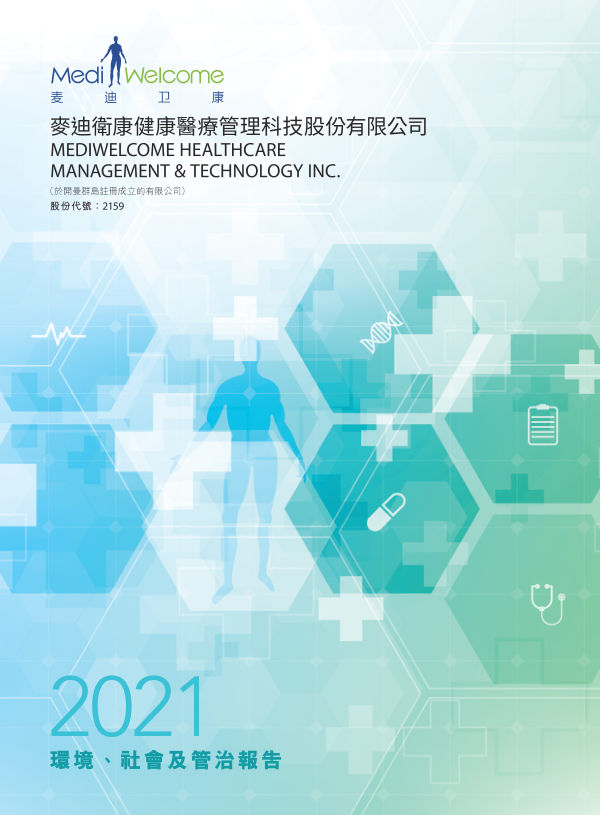 Medi Welcome
麦迪卫康
麥迪衛康健康醫療管理科技股份有限公司
MEDIWELCOME HEALTHCARE
MANAGEMENT & TECHNOLOGY INC.
（於開曼群島註冊成立的有限公司）
股份代號：2159
2021
環境、社會及管治報告